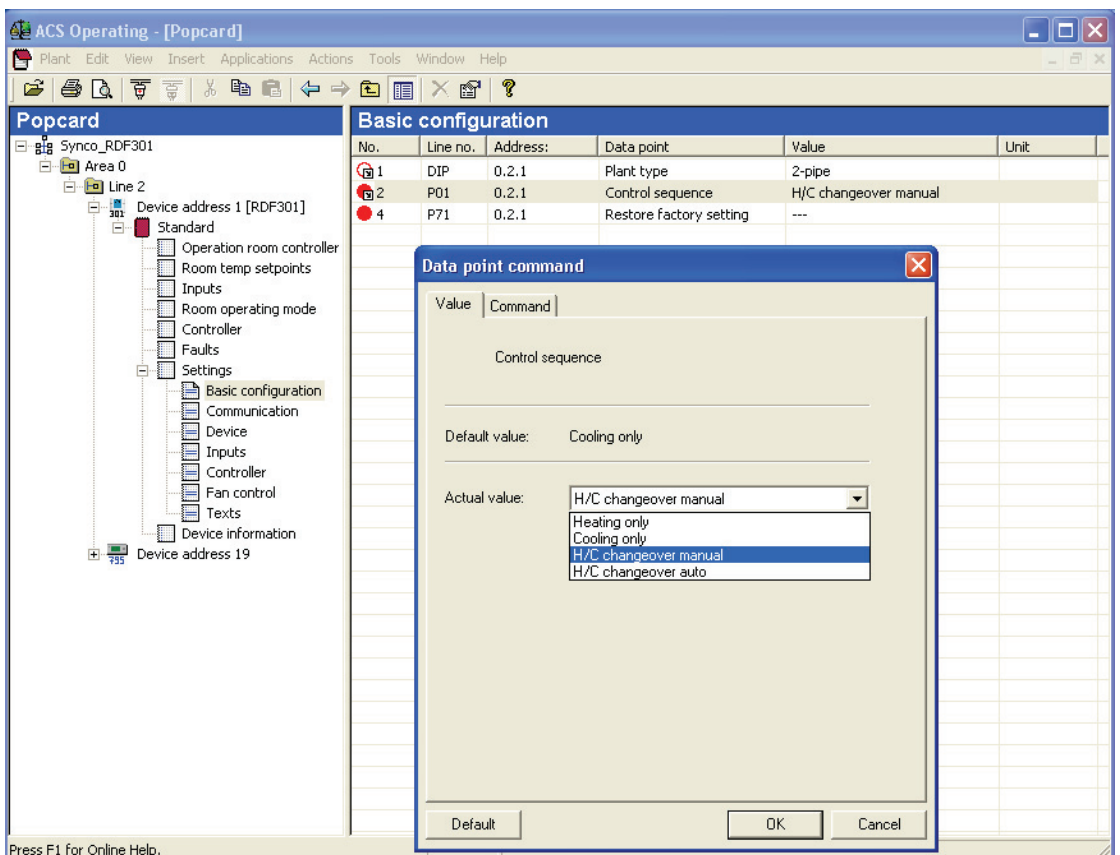 ACS Operating - [Popcard]
Plant Edit View Insert Applications Actions Tools Window Help
Popcard
Synco_RDF301
Area 0
Line 2
301
Device address 1 [RDF301]
Standard
Operation room controller
Room temp setpoints
Inputs
Room operating mode
Controller
Faults
Settings
Basic configuration
Communication
Device
Inputs
Controller
Fan control
Texts
Device information
795
Device address 19
Basic configuration
No. Line no. Address: Data point Value Unit
1 DIP 0.2.1 Plant type 2-pipe
2 P01 0.2.1 Control sequence H/C changeover manual
4 P71 0.2.1 Restore factory setting ---
Data point command
Value Command
Control sequence
Default value: Cooling only
Actual value: H/C changeover manual
Heating only
Cooling only
H/C changeover manual
H/C changeover auto
Default OK Cancel
Press F1 for Online Help.